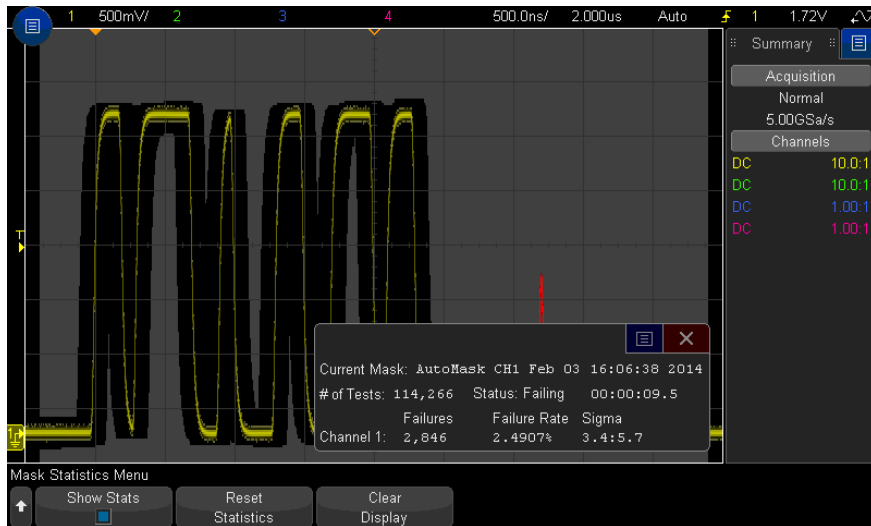 1 500mV/ 2 3 4 500.0ns/ 2.000us Auto 1 1.72V
Summary
Acquisition
Normal
5.00GSa/s
Channels
DC 10.0:1
DC 10.0:1
DC 1.00:1
DC 1.00:1
T
1
Current Mask: AutoMask CH1 Feb 03 16:06:38 2014
# of Tests: 114,266 Status: Failing 00:00:09.5
Failures Failure Rate Sigma
Channel 1: 2,846 2.4907% 3.4:5.7
Mask Statistics Menu
Show Stats
Reset Statistics
Clear Display